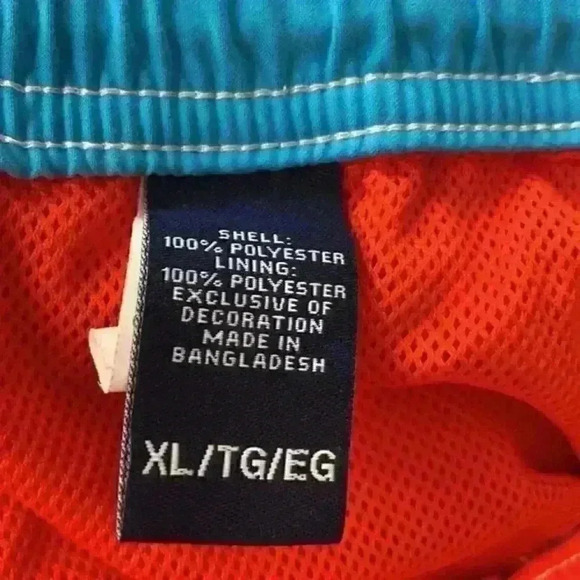 SHELL:
100% POLYESTER
LINING:
100% POLYESTER
EXCLUSIVE OF
DECORATION
MADE IN
BANGLADESH
XL/TG/EG